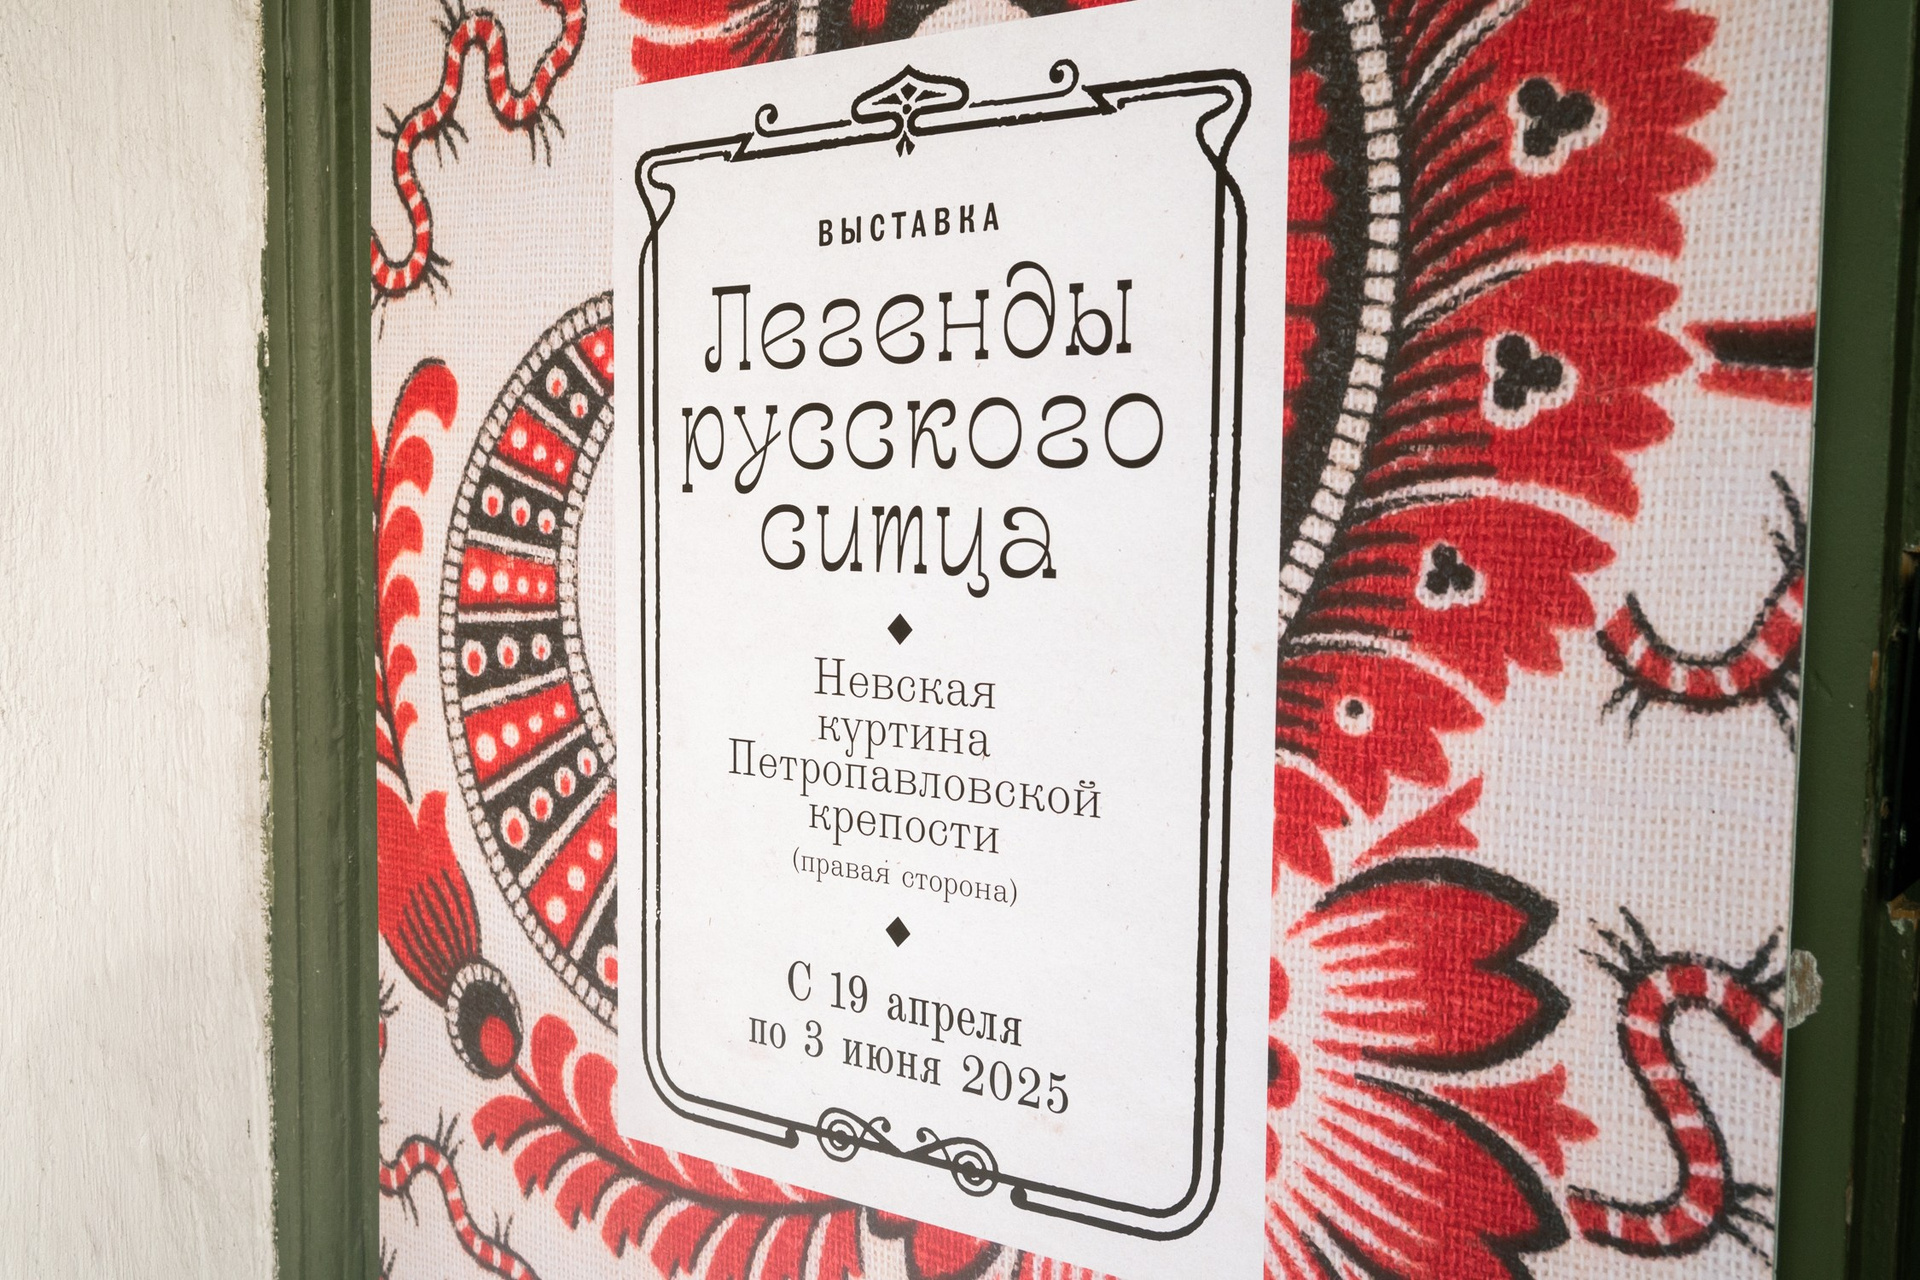 ВЫСТАВКА
Легенды
русского
ситца
Невская
куртина
Петропавловской
крепости
(правая сторона)
С 19 апреля
по 3 июня 2025